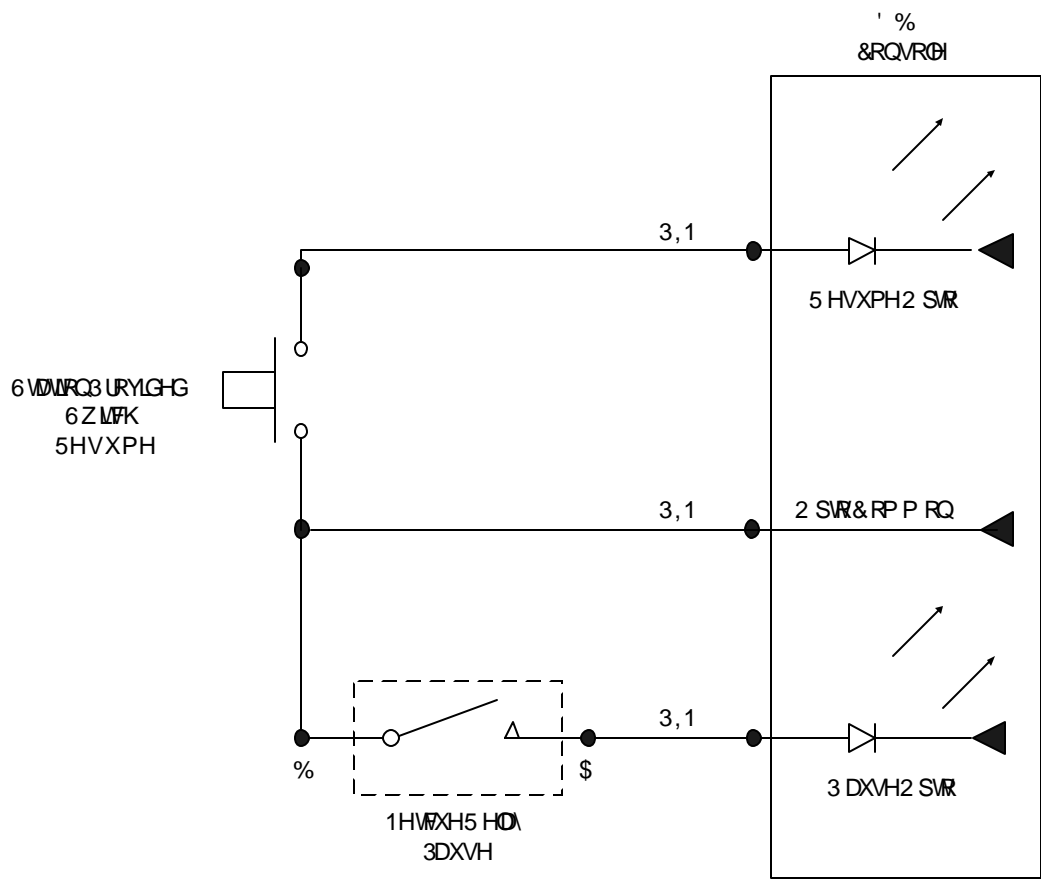 ' %
&RQVROH
3,1
5 HVXPH2 SWR
6 WDWLRQ3 URYLGHG
6 Z LWFK
5HVXPH
3,1
2 SWR& RP P RQ
3,1
%
$
3 DXVH2 SWR
1HWFXH5 HOD\
3DXVH